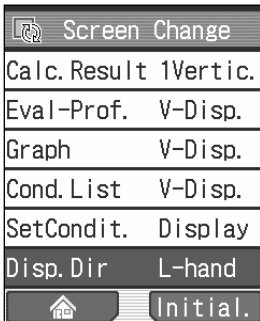 Screen Change
Calc.Result 1Vertic.
Eval-Prof. V-Disp.
Graph V-Disp.
Cond.List V-Disp.
SetCondit. Display
Disp.Dir L-hand
Initial.